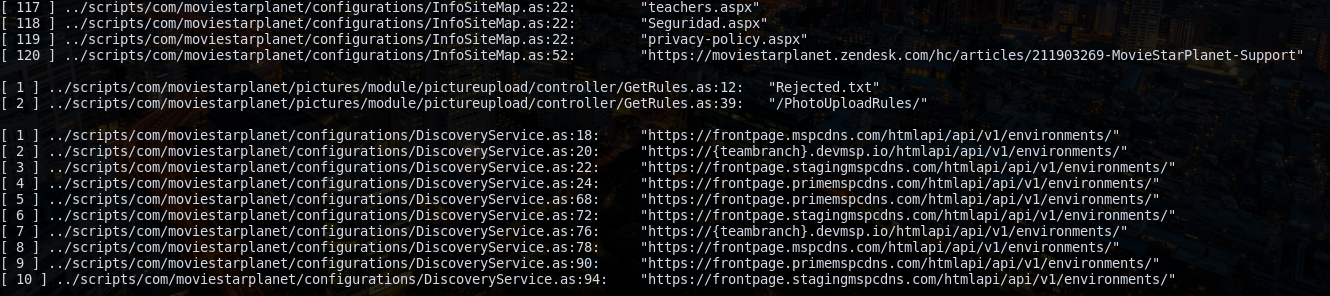 [ 117 ] ../scripts/com/moviestarplanet/configurations/InfoSiteMap.as:22: "teachers.aspx"
[ 118 ] ../scripts/com/moviestarplanet/configurations/InfoSiteMap.as:22: "Seguridad.aspx"
[ 119 ] ../scripts/com/moviestarplanet/configurations/InfoSiteMap.as:22: "privacy-policy.aspx"
[ 120 ] ../scripts/com/moviestarplanet/configurations/InfoSiteMap.as:52: "https://moviestarplanet.zendesk.com/hc/articles/211903269-MovieStarPlanet-Support"
[ 1 ] ../scripts/com/moviestarplanet/pictures/module/pictureupload/controller/GetRules.as:12: "Rejected.txt"
[ 2 ] ../scripts/com/moviestarplanet/pictures/module/pictureupload/controller/GetRules.as:39: "/PhotoUploadRules/"
[ 1 ] ../scripts/com/moviestarplanet/configurations/DiscoveryService.as:18: "https://frontpage.mspcdns.com/htmlapi/api/v1/environments/"
[ 2 ] ../scripts/com/moviestarplanet/configurations/DiscoveryService.as:20: "https://{teambranch}.devmsp.io/htmlapi/api/v1/environments/"
[ 3 ] ../scripts/com/moviestarplanet/configurations/DiscoveryService.as:22: "https://frontpage.stagingmspcdns.com/htmlapi/api/v1/environments/"
[ 4 ] ../scripts/com/moviestarplanet/configurations/DiscoveryService.as:24: "https://frontpage.primemspcdns.com/htmlapi/api/v1/environments/"
[ 5 ] ../scripts/com/moviestarplanet/configurations/DiscoveryService.as:68: "https://frontpage.primemspcdns.com/htmlapi/api/v1/environments/"
[ 6 ] ../scripts/com/moviestarplanet/configurations/DiscoveryService.as:72: "https://frontpage.stagingmspcdns.com/htmlapi/api/v1/environments/"
[ 7 ] ../scripts/com/moviestarplanet/configurations/DiscoveryService.as:76: "https://{teambranch}.devmsp.io/htmlapi/api/v1/environments/"
[ 8 ] ../scripts/com/moviestarplanet/configurations/DiscoveryService.as:78: "https://frontpage.mspcdns.com/htmlapi/api/v1/environments/"
[ 9 ] ../scripts/com/moviestarplanet/configurations/DiscoveryService.as:90: "https://frontpage.primemspcdns.com/htmlapi/api/v1/environments/"
[ 10 ] ../scripts/com/moviestarplanet/configurations/DiscoveryService.as:94: "https://frontpage.stagingmspcdns.com/htmlapi/api/v1/environments/"